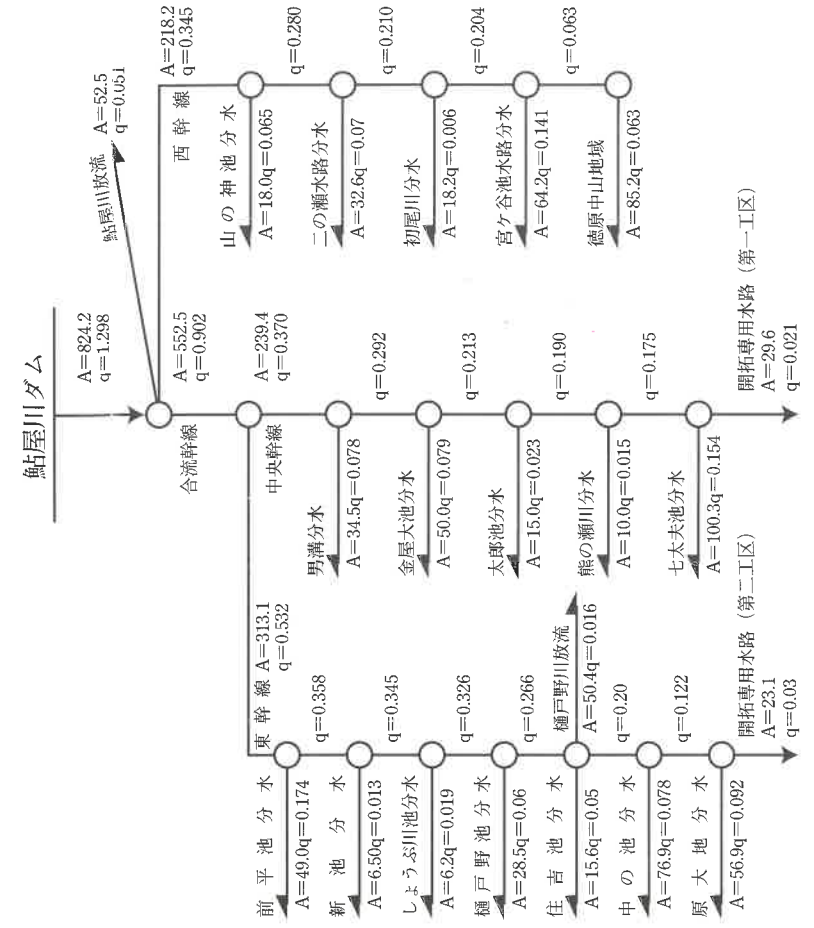 鮎屋川ダム
A=824.2
q=1.298
鮎屋川放流
A=52.5
q=0.051
A=218.2
q=0.345
西幹線
山の神池分水
A=18.0q=0.065
q=0.280
二の瀬水路分水
A=32.6q=0.07
q=0.210
初尾川分水
A=18.2q=0.006
q=0.204
宮ケ谷池水路分水
A=64.2q=0.141
q=0.063
徳原中山地域
A=85.2q=0.063
A=552.5
q=0.902
合流幹線
A=239.4
q=0.370
中央幹線
男溝分水
A=34.5q=0.078
q=0.292
金屋大池分水
A=50.0q=0.079
q=0.213
太郎池分水
A=15.0q=0.023
q=0.190
熊の瀬川分水
A=10.0q=0.015
q=0.175
七太夫池分水
A=100.3q=0.154
開拓専用水路(第一工区)
A=29.6
q=0.021
東幹線
A=313.1
q=0.532
前平池分水
A=49.0q=0.174
q=0.358
新池分水
A=6.50q=0.013
q=0.345
しょうぶ川池分水
A=6.2q=0.019
q=0.326
樋戸野池分水
A=28.5q=0.06
q=0.266
樋戸野川放流
A=50.4q=0.016
住吉池分水
A=15.6q=0.05
q=0.20
中の池分水
A=76.9q=0.078
q=0.122
原大地分水
A=56.9q=0.092
開拓専用水路(第二工区)
A=23.1
q=0.03